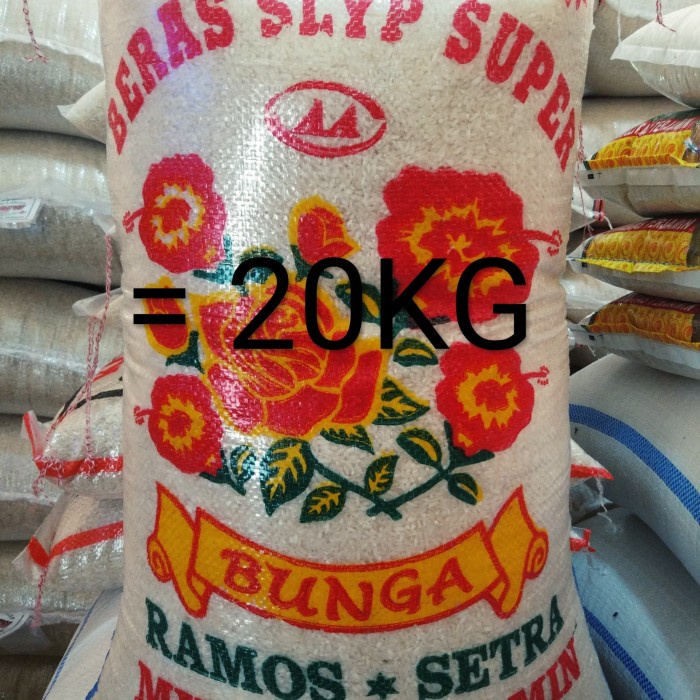 BERAS SLYP SUPER
= 20KG
BUNGA
RAMOS ★ SETRA